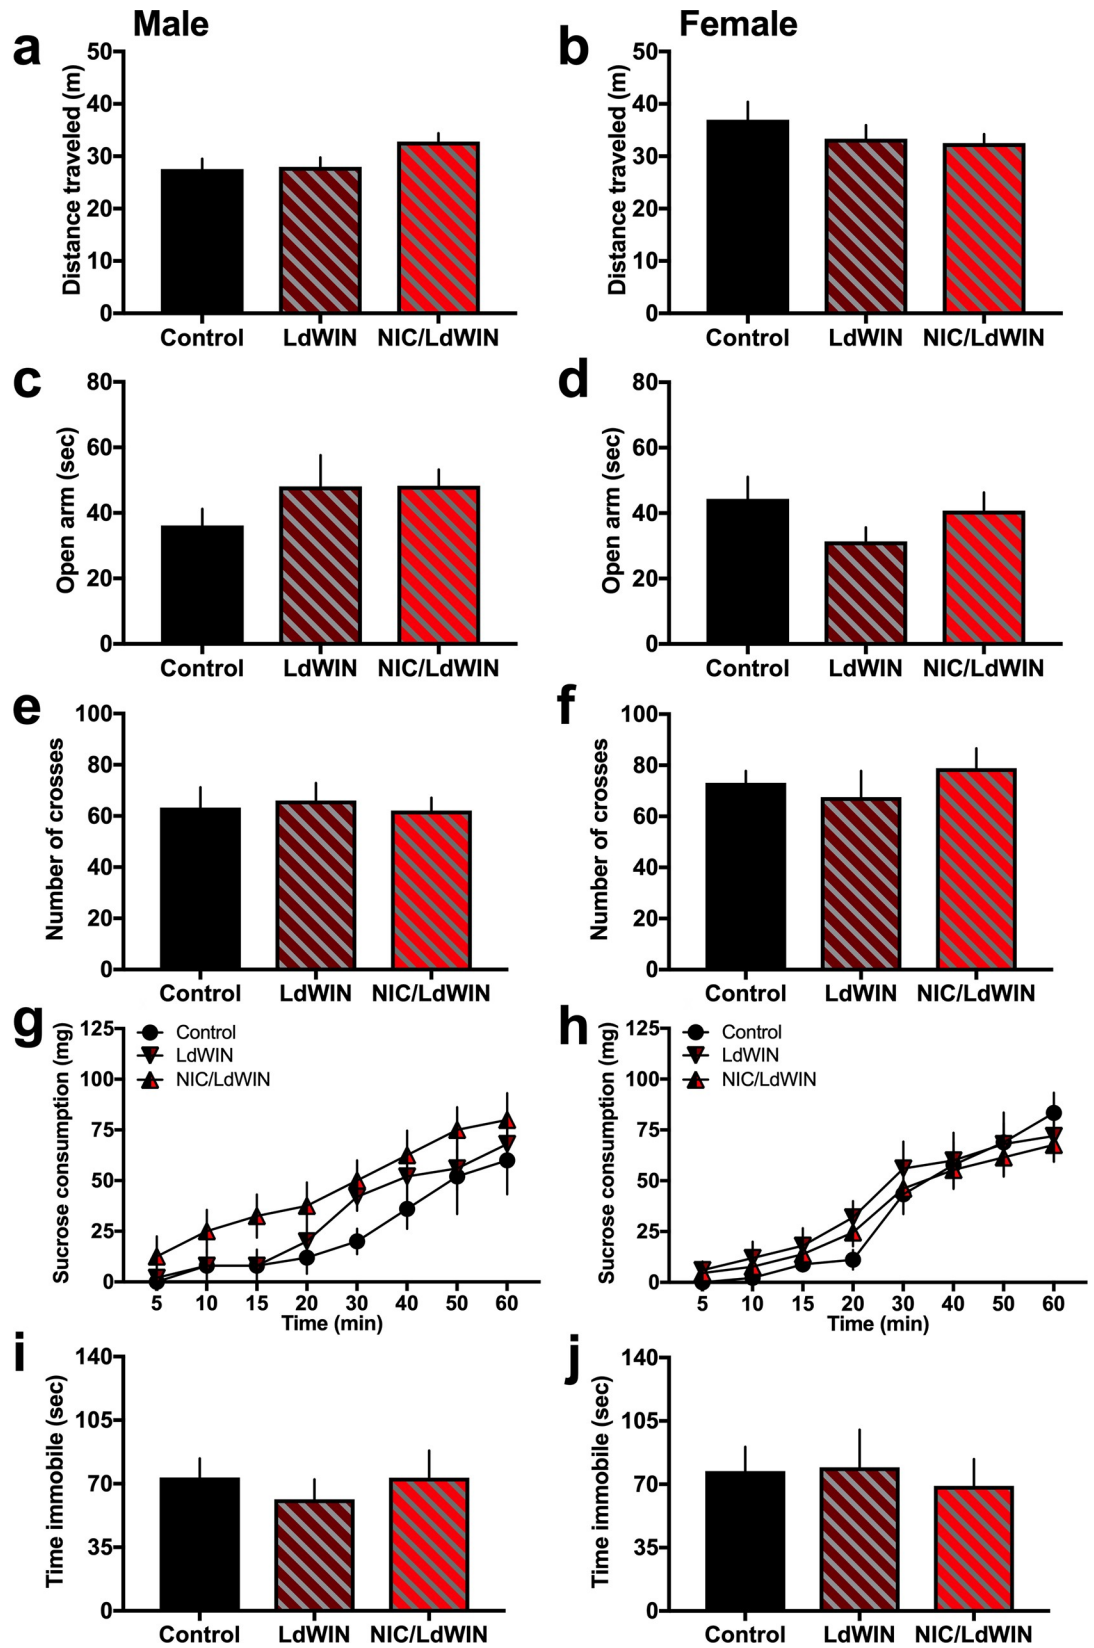 Male
Female
a
b
Distance traveled (m)
50
40
30
20
10
0
Control LdWIN NIC/LdWIN
Distance traveled (m)
50
40
30
20
10
0
Control LdWIN NIC/LdWIN
c
d
Open arm (sec)
80
60
40
20
0
Control LdWIN NIC/LdWIN
Open arm (sec)
80
60
40
20
0
Control LdWIN NIC/LdWIN
e
f
Number of crosses
100
80
60
40
20
0
Control LdWIN NIC/LdWIN
Number of crosses
100
80
60
40
20
0
Control LdWIN NIC/LdWIN
g
h
Sucrose consumption (mg)
125
100
75
50
25
0
Control
LdWIN
NIC/LdWIN
5 10 15 20 30 40 50 60
Time (min)
Sucrose consumption (mg)
125
100
75
50
25
0
Control
LdWIN
NIC/LdWIN
5 10 15 20 30 40 50 60
Time (min)
i
j
Time immobile (sec)
140
105
70
35
0
Control LdWIN NIC/LdWIN
Time immobile (sec)
140
105
70
35
0
Control LdWIN NIC/LdWIN